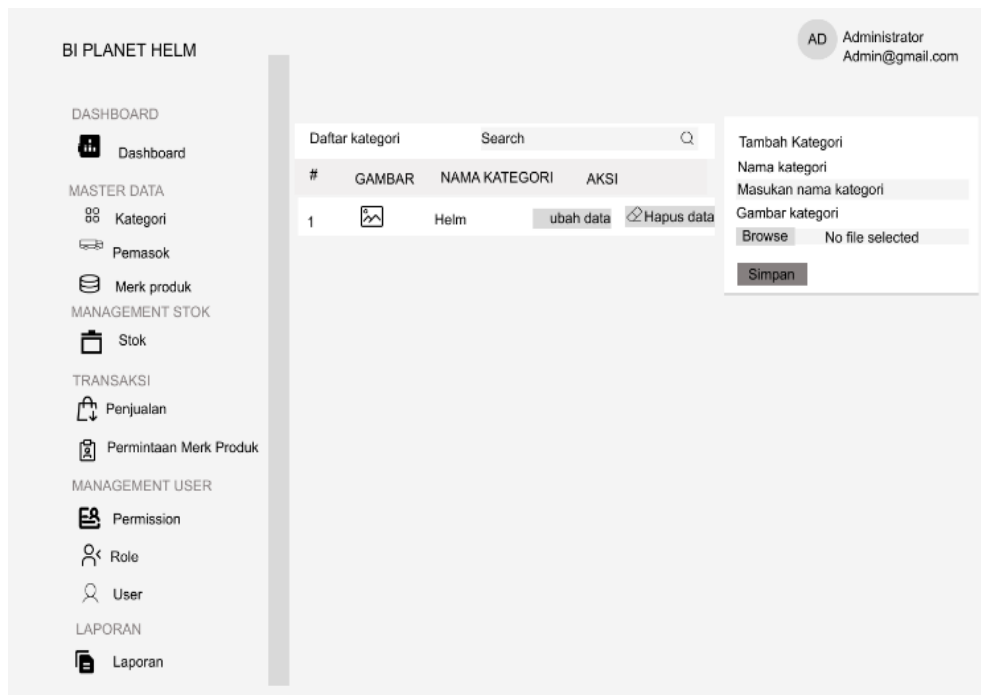 BI PLANET HELM
AD
Administrator
Admin@gmail.com
DASHBOARD
Dashboard
MASTER DATA
Kategori
Pemasok
Merk produk
MANAGEMENT STOK
Stok
TRANSAKSI
Penjualan
Permintaan Merk Produk
MANAGEMENT USER
Permission
Role
User
LAPORAN
Laporan
Daftar kategori Search
# GAMBAR NAMA KATEGORI AKSI
1 Helm ubah data Hapus data
Tambah Kategori
Nama kategori
Masukan nama kategori
Gambar kategori
Browse No file selected
Simpan